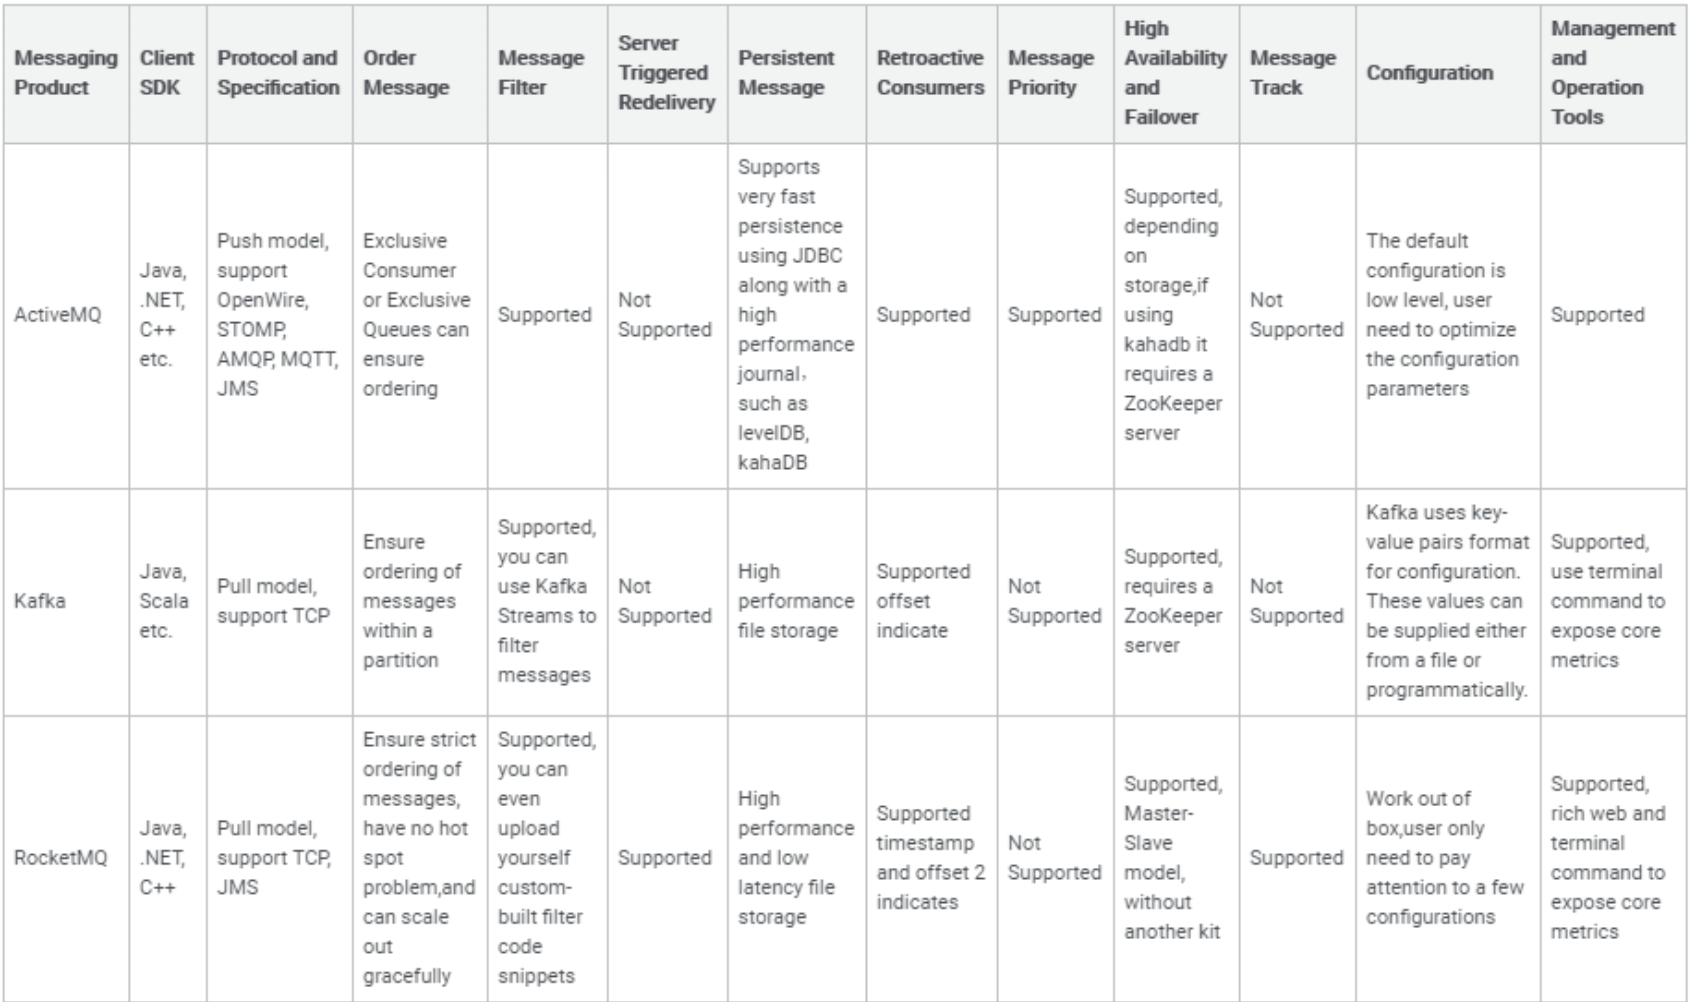 Messaging
Product
Client
SDK
Protocol and
Specification
Order
Message
Message
Filter
Server
Triggered
Redelivery
Persistent
Message
Retroactive
Consumers
Message
Priority
High
Availability
and
Failover
Message
Track
Configuration
Management
and
Operation
Tools
ActiveMQ
Java,
.NET,
C++
etc.
Push model,
support
OpenWire,
STOMP,
AMQP, MQTT,
JMS
Exclusive
Consumer
or Exclusive
Queues can
ensure
ordering
Supported
Not
Supported
Supports
very fast
persistence
using JDBC
along with a
high
performance
journal，
such as
levelDB,
kahaDB
Supported
Supported
Supported,
depending
on
storage,if
using
kahadb it
requires a
ZooKeeper
server
Not
Supported
The default
configuration is
low level, user
need to optimize
the configuration
parameters
Supported
Kafka
Java,
Scala
etc.
Pull model,
support TCP
Ensure
ordering of
messages
within a
partition
Supported,
you can
use Kafka
Streams to
filter
messages
Not
Supported
High
performance
file storage
Supported
offset
indicate
Not
Supported
Supported,
requires a
ZooKeeper
server
Not
Supported
Kafka uses key-
value pairs format
for configuration.
These values can
be supplied either
from a file or
programmatically.
Supported,
use terminal
command to
expose core
metrics
RocketMQ
Java,
.NET,
C++
Pull model,
support TCP,
JMS
Ensure strict
ordering of
messages,
have no hot
spot
problem,and
can scale
out
gracefully
Supported,
you can
even
upload
yourself
custom-
built filter
code
snippets
Supported
High
performance
and low
latency file
storage
Supported
timestamp
and offset 2
indicates
Not
Supported
Supported,
Master-
Slave
model,
without
another kit
Supported
Work out of
box,user only
need to pay
attention to a few
configurations
Supported,
rich web and
terminal
command to
expose core
metrics